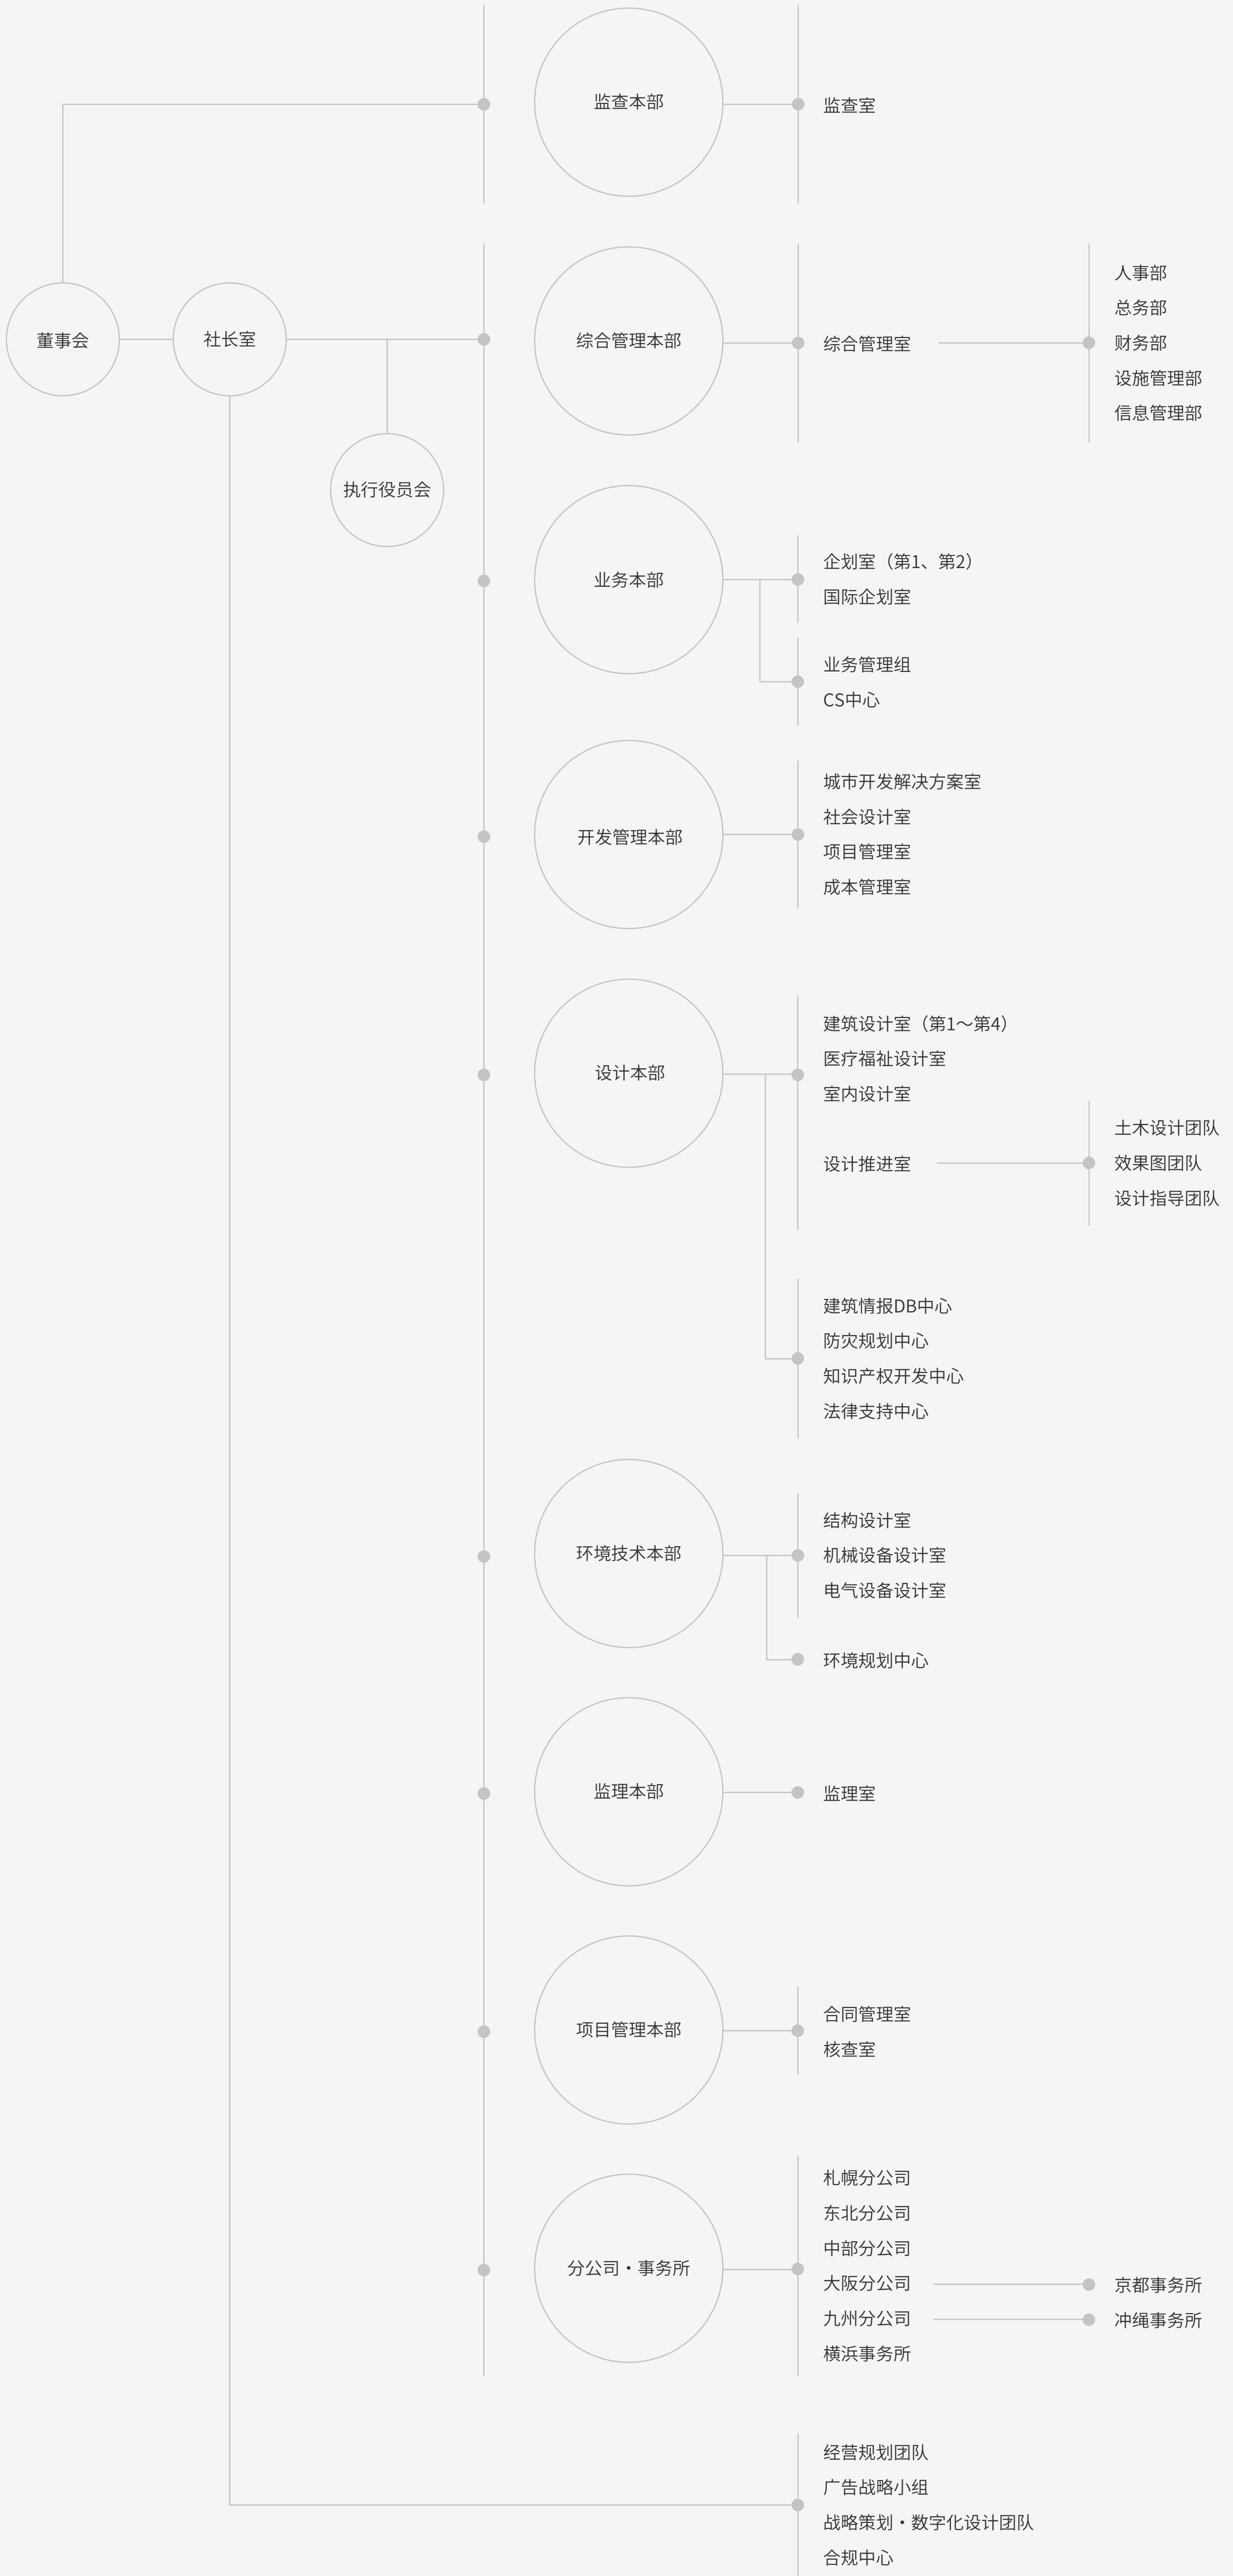 监查本部
监查室
董事会
社长室
执行役员会
综合管理本部
综合管理室
人事部
总务部
财务部
设施管理部
信息管理部
业务本部
企划室（第1、第2）
国际企划室
业务管理组
CS中心
开发管理本部
城市开发解决方案室
社会设计室
项目管理室
成本管理室
设计本部
建筑设计室（第1～第4）
医疗福祉设计室
室内设计室
设计推进室
土木设计团队
效果图团队
设计指导团队
建筑情报DB中心
防灾规划中心
知识产权开发中心
法律支持中心
环境技术本部
结构设计室
机械设备设计室
电气设备设计室
环境规划中心
监理本部
监理室
项目管理本部
合同管理室
核查室
分公司・事务所
札幌分公司
东北分公司
中部分公司
大阪分公司
京都事务所
九州分公司
冲绳事务所
横浜事务所
经营规划团队
广告战略小组
战略策划・数字化设计团队
合规中心